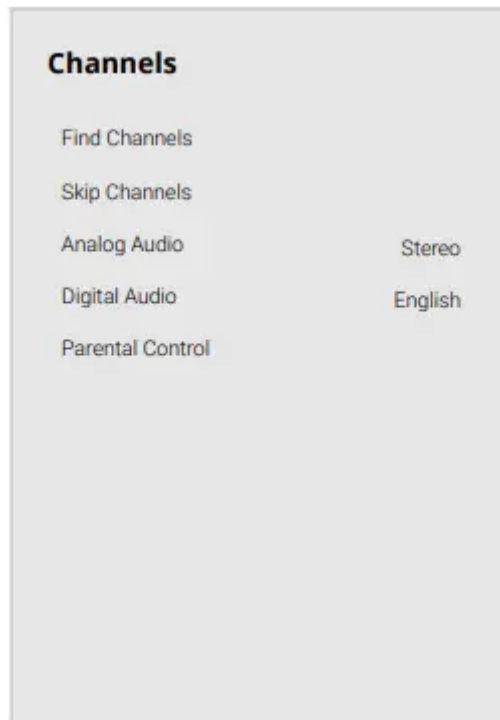 Channels
Find Channels
Skip Channels
Analog Audio Stereo
Digital Audio English
Parental Control